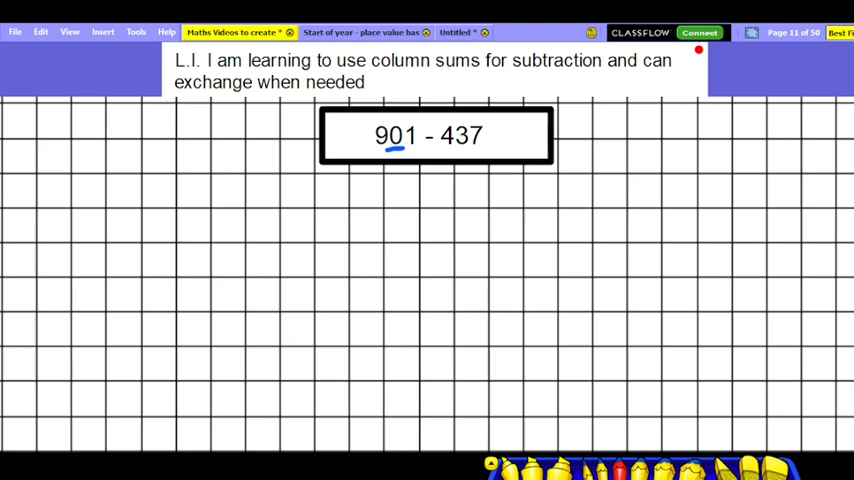 File Edit View Insert Tools Help Maths Videos to create * Start of year - place value bas Untitled * CLASSFLOW Connect Page 11 of 50 Best Fi
L.I. I am learning to use column sums for subtraction and can
exchange when needed
901 - 437